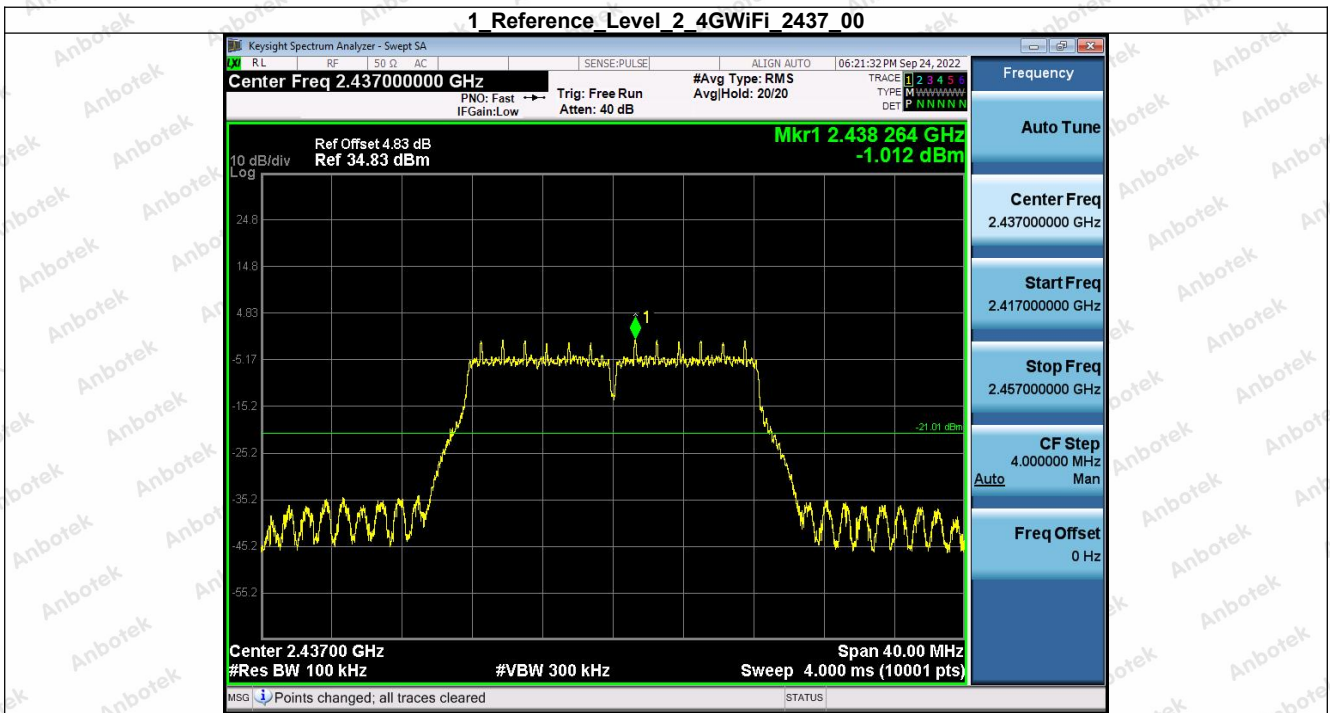 1_Reference_Level_2_4GWiFi_2437_00
Keysight Spectrum Analyzer - Swept SA
LXI RL RF 50 Ω AC SENSE:PULSE ALIGN AUTO 06:21:32 PM Sep 24, 2022
Center Freq 2.437000000 GHz
PNO: Fast
IFGain:Low
Trig: Free Run
Atten: 40 dB
#Avg Type: RMS
Avg|Hold: 20/20
TRACE 1 2 3 4 5 6
TYPE M WWWWW
DET P N N N N N
Frequency
Auto Tune
Center Freq
2.437000000 GHz
Start Freq
2.417000000 GHz
Stop Freq
2.457000000 GHz
CF Step
4.000000 MHz
Auto Man
Freq Offset
0 Hz
Mkr1 2.438 264 GHz
-1.012 dBm
Ref Offset 4.83 dB
10 dB/div Ref 34.83 dBm
Log
24.8
14.8
4.83
1
-5.17
-15.2
-21.01 dBm
-25.2
-35.2
-45.2
-55.2
Center 2.43700 GHz Span 40.00 MHz
#Res BW 100 kHz #VBW 300 kHz Sweep 4.000 ms (10001 pts)
MSG Points changed; all traces cleared STATUS
Anbotek